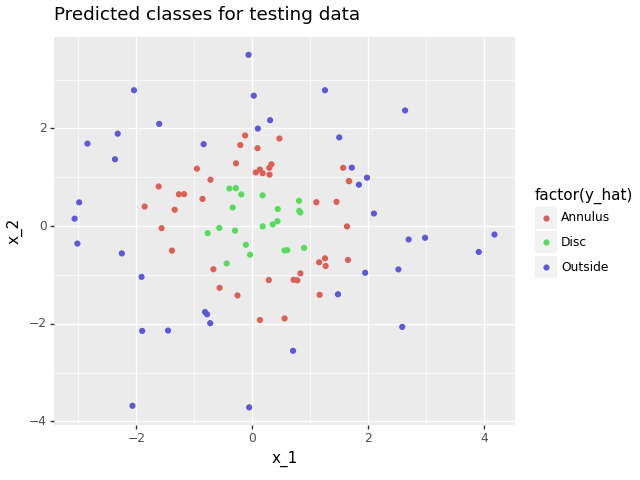 Predicted classes for testing data
factor(y_hat)
Annulus
Disc
Outside
x_2
2
0
−2
−4
−2
0
2
4
x_1